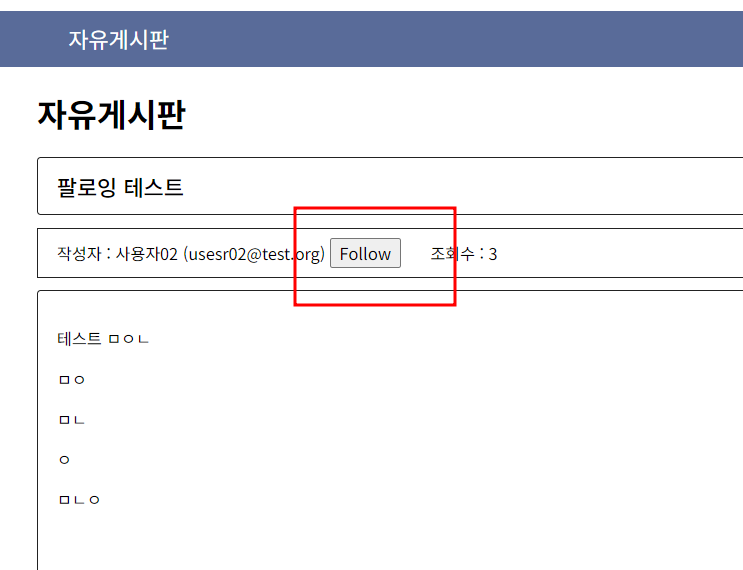 자유게시판
자유게시판
팔로잉 테스트
작성자 : 사용자02 (usesr02@test.org) Follow 조회수 : 3
테스트 ㅁㅇㄴ
ㅁㅇ
ㅁㄴ
ㅇ
ㅁㄴㅇ